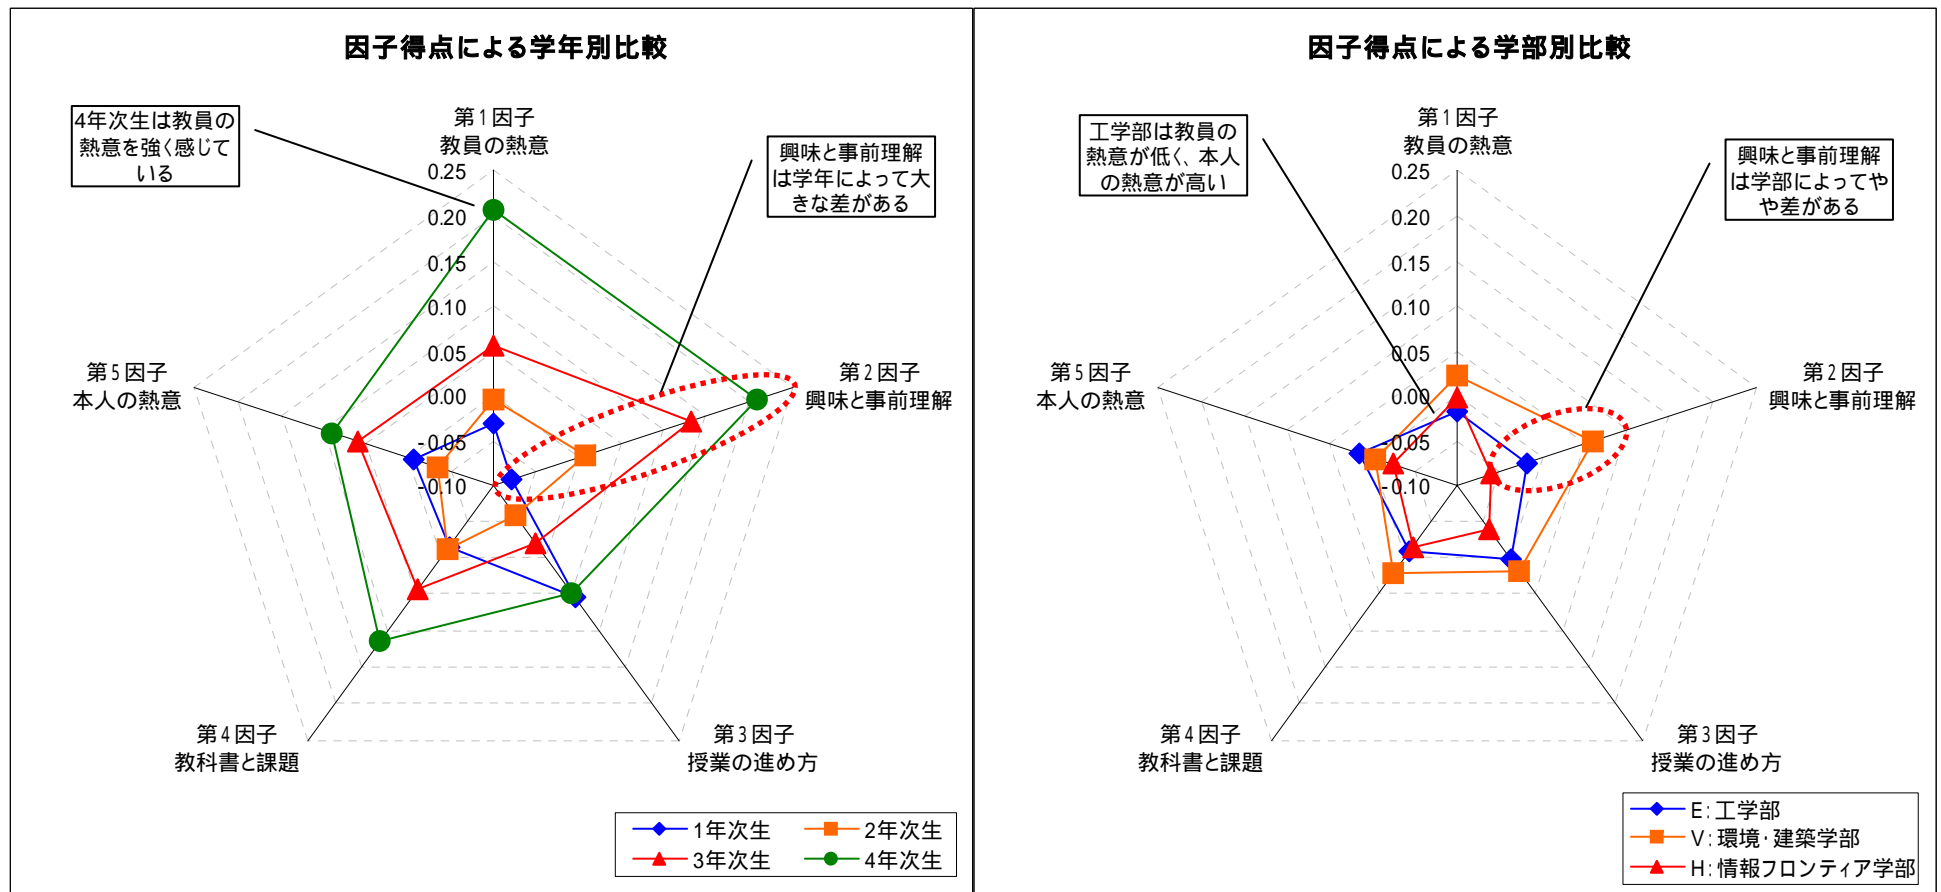 因子得点による学年別比較
4年次生は教員の
熱意を強く感じて
いる
第1因子
教員の熱意
興味と事前理解
は学年によって大
きな差がある
0.25
0.20
0.15
0.10
0.05
0.00
-0.05
-0.10
第2因子
興味と事前理解
第5因子
本人の熱意
第4因子
教科書と課題
第3因子
授業の進め方
1年次生
2年次生
3年次生
4年次生
因子得点による学部別比較
工学部は教員の
熱意が低く、本人
の熱意が高い
第1因子
教員の熱意
興味と事前理解
は学部によってや
や差がある
0.25
0.20
0.15
0.10
0.05
0.00
-0.05
-0.10
第2因子
興味と事前理解
第5因子
本人の熱意
第4因子
教科書と課題
第3因子
授業の進め方
E:工学部
V:環境・建築学部
H:情報フロンティア学部